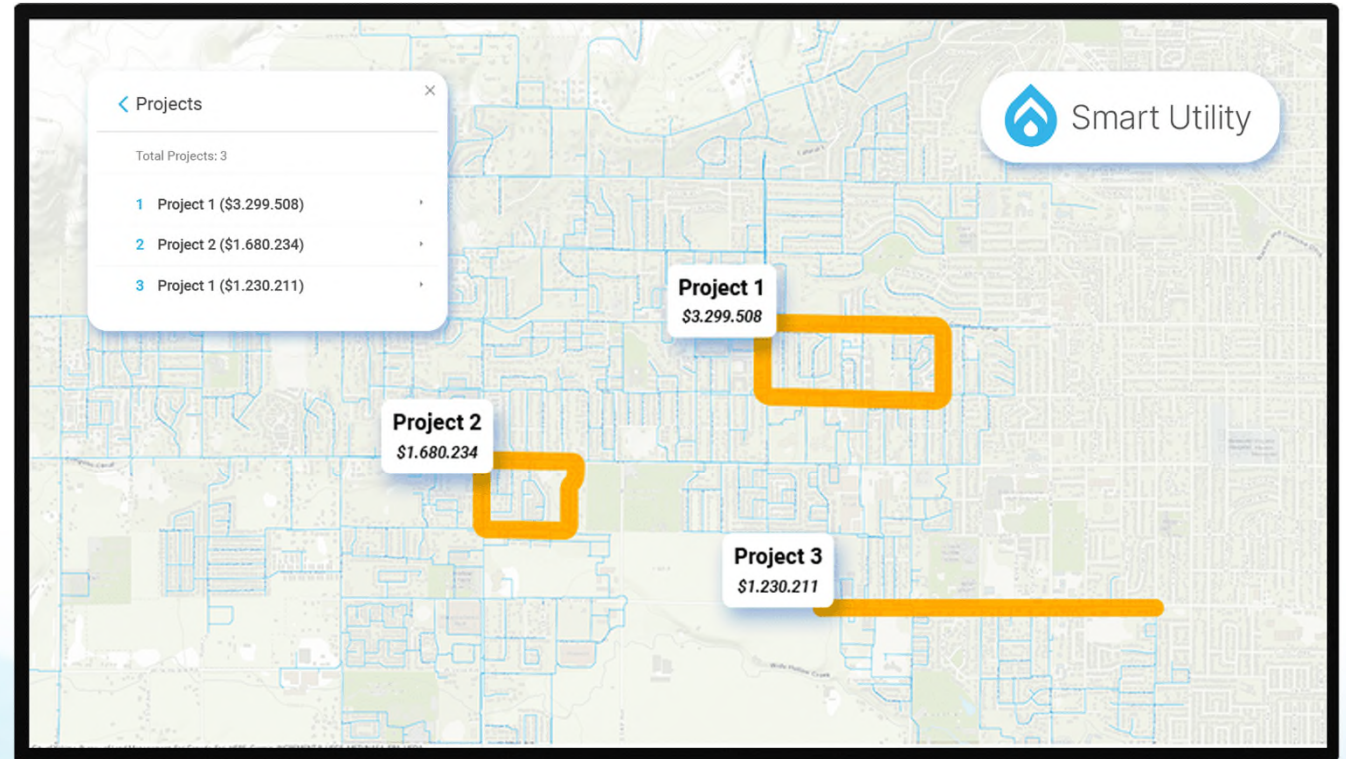 Projects
Total Projects: 3
1 Project 1 ($3.299.508)
2 Project 2 ($1.680.234)
3 Project 1 ($1.230.211)
Smart Utility
Project 1
$3.299.508
Project 2
$1.680.234
Project 3
$1.230.211